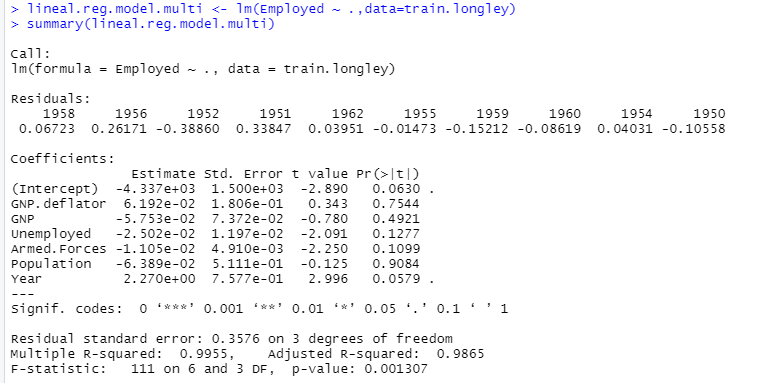 > lineal.reg.model.multi <- lm(Employed ~ .,data=train.longley)
> summary(lineal.reg.model.multi)
Call:
lm(formula = Employed ~ ., data = train.longley)
Residuals:
    1958     1956     1952     1951     1962     1955     1959     1960     1954     1950
 0.06723  0.26171 -0.38860  0.33847  0.03951 -0.01473 -0.15212 -0.08619  0.04031 -0.10558
Coefficients:
               Estimate Std. Error t value Pr(>|t|)
(Intercept)  -4.337e+03  1.500e+03  -2.890   0.0630 .
GNP.deflator  6.192e-02  1.806e-01   0.343   0.7544
GNP          -5.753e-02  7.372e-02  -0.780   0.4921
Unemployed   -2.502e-02  1.197e-02  -2.091   0.1277
Armed.Forces -1.105e-02  4.910e-03  -2.250   0.1099
Population   -6.389e-02  5.111e-01  -0.125   0.9084
Year          2.270e+00  7.577e-01   2.996   0.0579 .
---
Signif. codes:  0 ‘***’ 0.001 ‘**’ 0.01 ‘*’ 0.05 ‘.’ 0.1 ‘ ’ 1
Residual standard error: 0.3576 on 3 degrees of freedom
Multiple R-squared:  0.9955,    Adjusted R-squared:  0.9865
F-statistic:   111 on 6 and 3 DF,  p-value: 0.001307